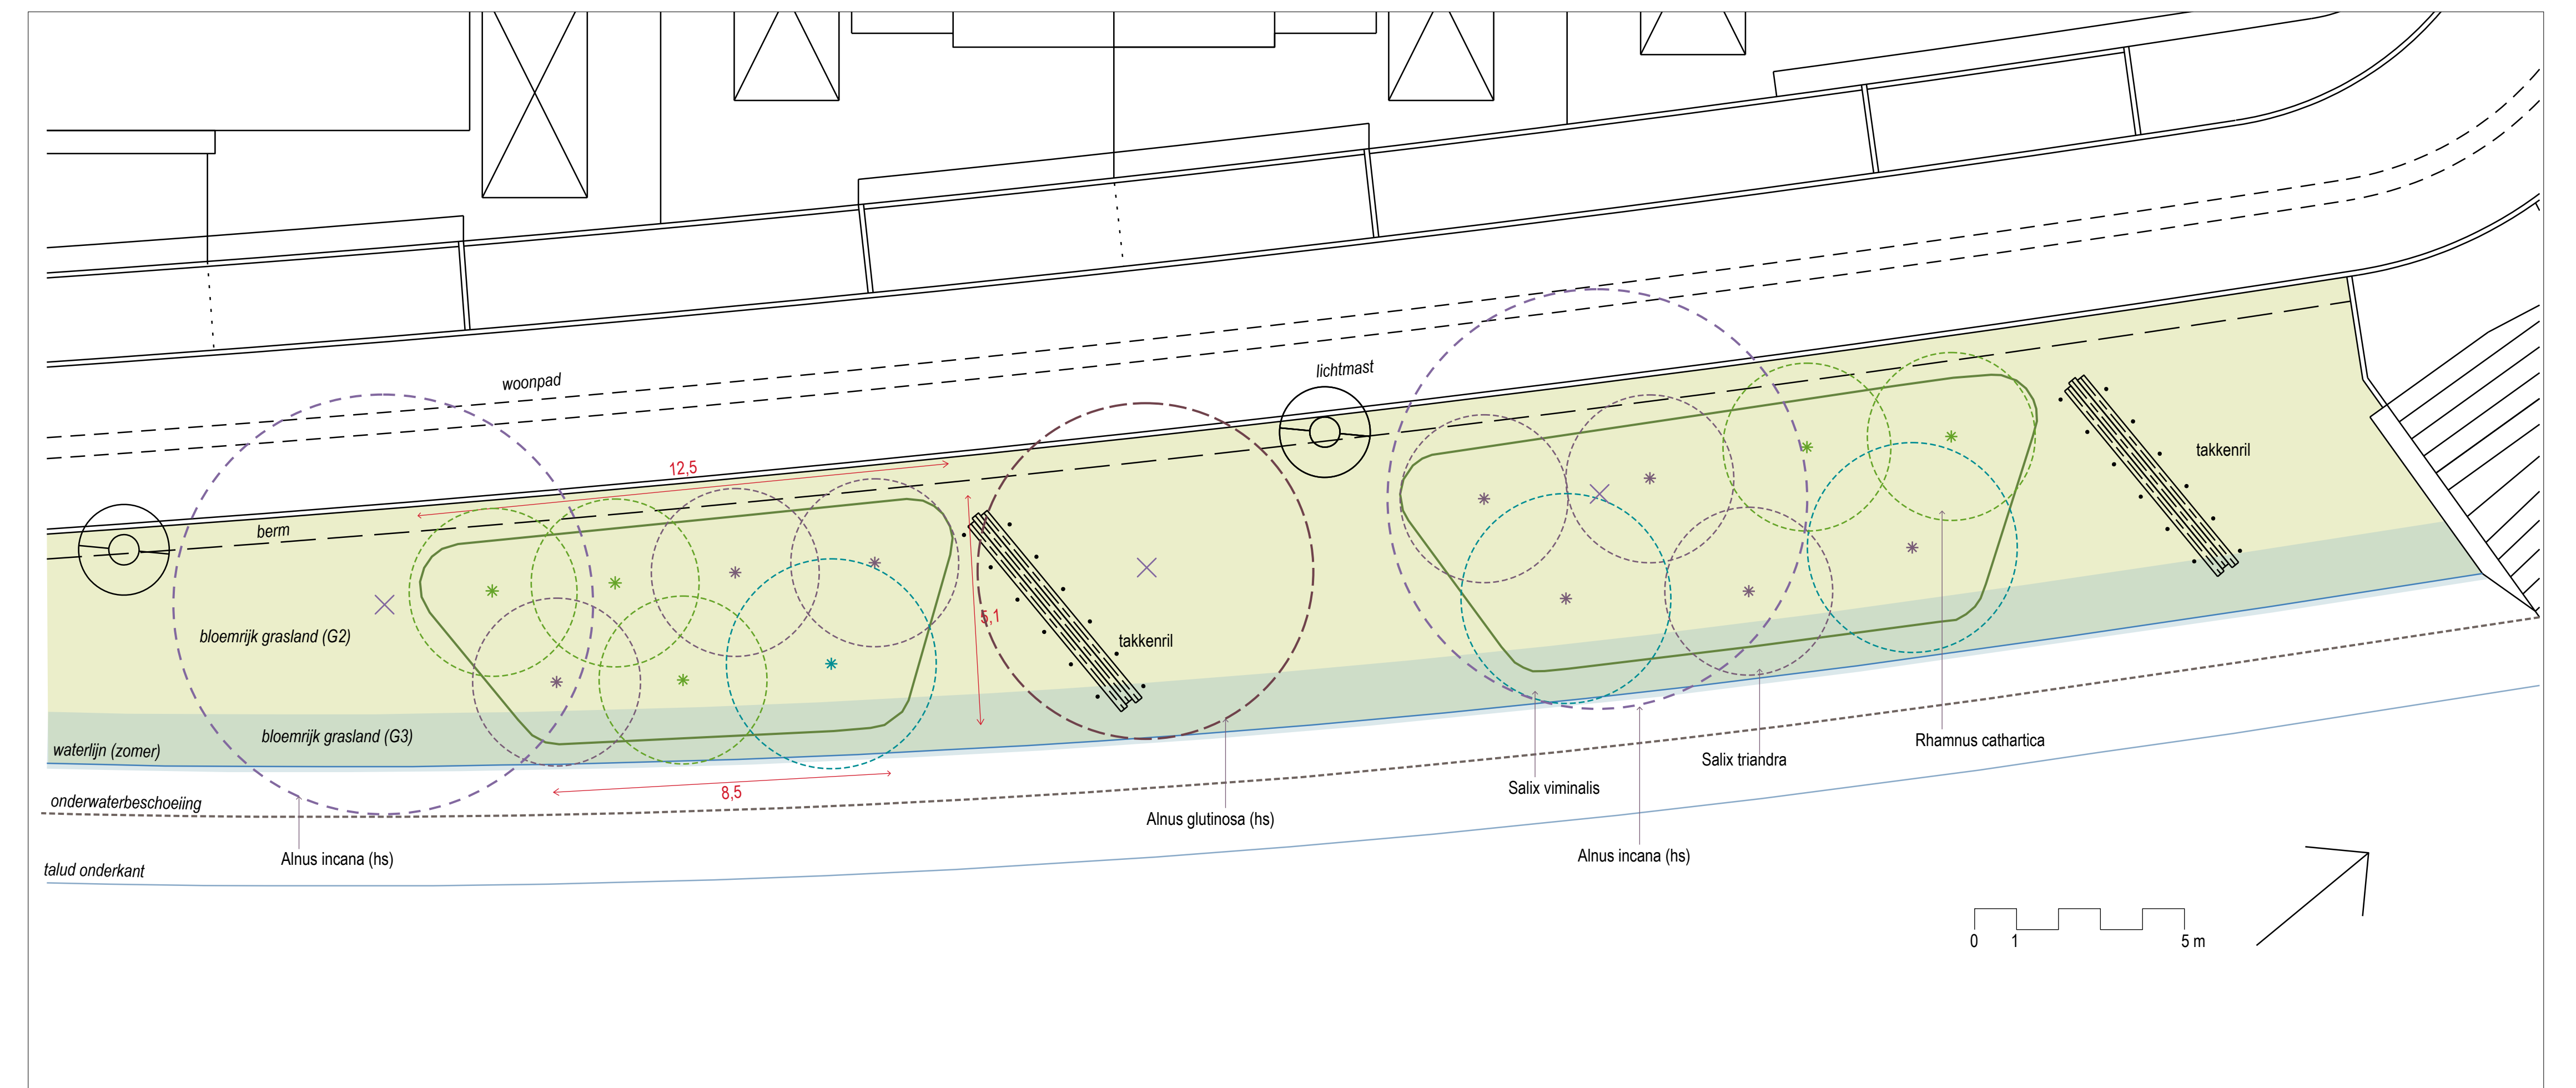 lichtmast
woonpad
takkenril
12,5
berm
5,1
bloemrijk grasland (G2)
takkenril
bloemrijk grasland (G3)
waterlijn (zomer)
Rhamnus cathartica
Salix triandra
Salix viminalis
8,5
onderwaterbeschoeiing
Alnus glutinosa (hs)
Alnus incana (hs)
Alnus incana (hs)
talud onderkant
0 1 5 m